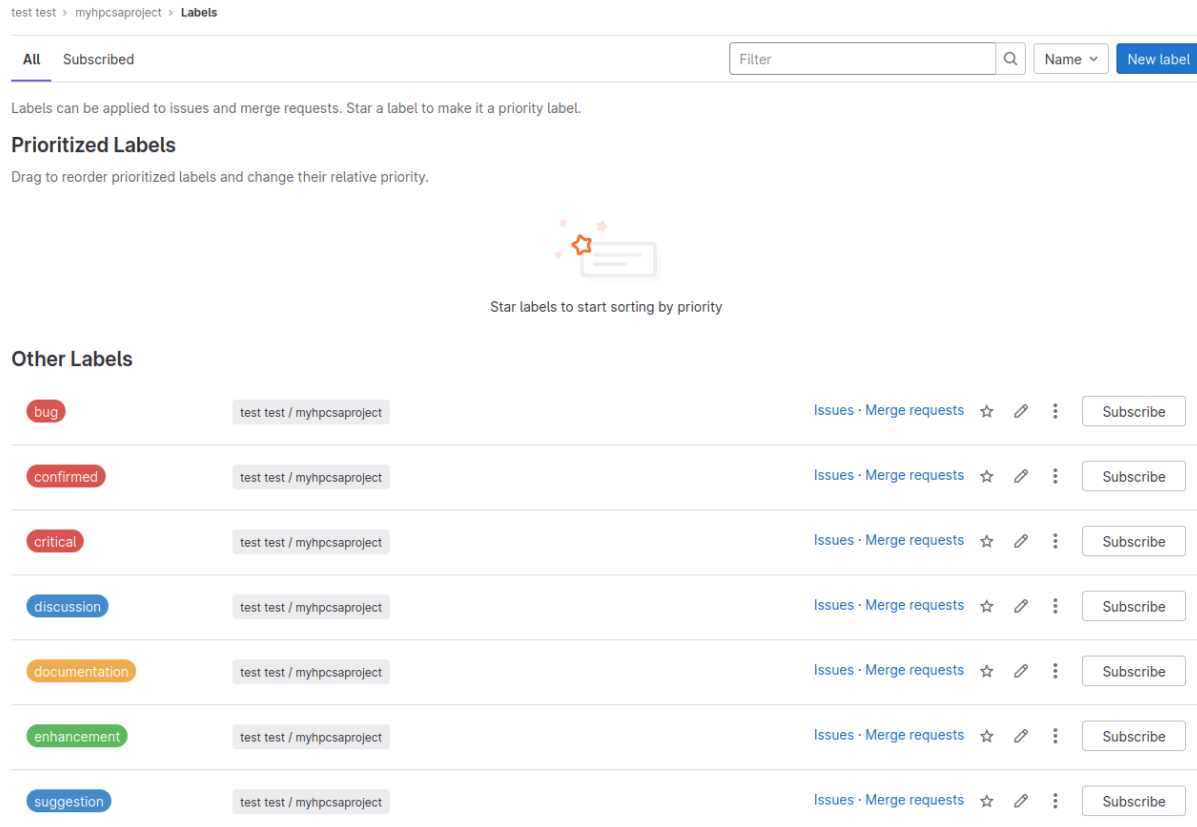 test test > myhpcsaproject > Labels
All Subscribed Filter Name New label
Labels can be applied to issues and merge requests. Star a label to make it a priority label.
Prioritized Labels
Drag to reorder prioritized labels and change their relative priority.
Star labels to start sorting by priority
Other Labels
bug test test / myhpcsaproject Issues · Merge requests Subscribe
confirmed test test / myhpcsaproject Issues · Merge requests Subscribe
critical test test / myhpcsaproject Issues · Merge requests Subscribe
discussion test test / myhpcsaproject Issues · Merge requests Subscribe
documentation test test / myhpcsaproject Issues · Merge requests Subscribe
enhancement test test / myhpcsaproject Issues · Merge requests Subscribe
suggestion test test / myhpcsaproject Issues · Merge requests Subscribe